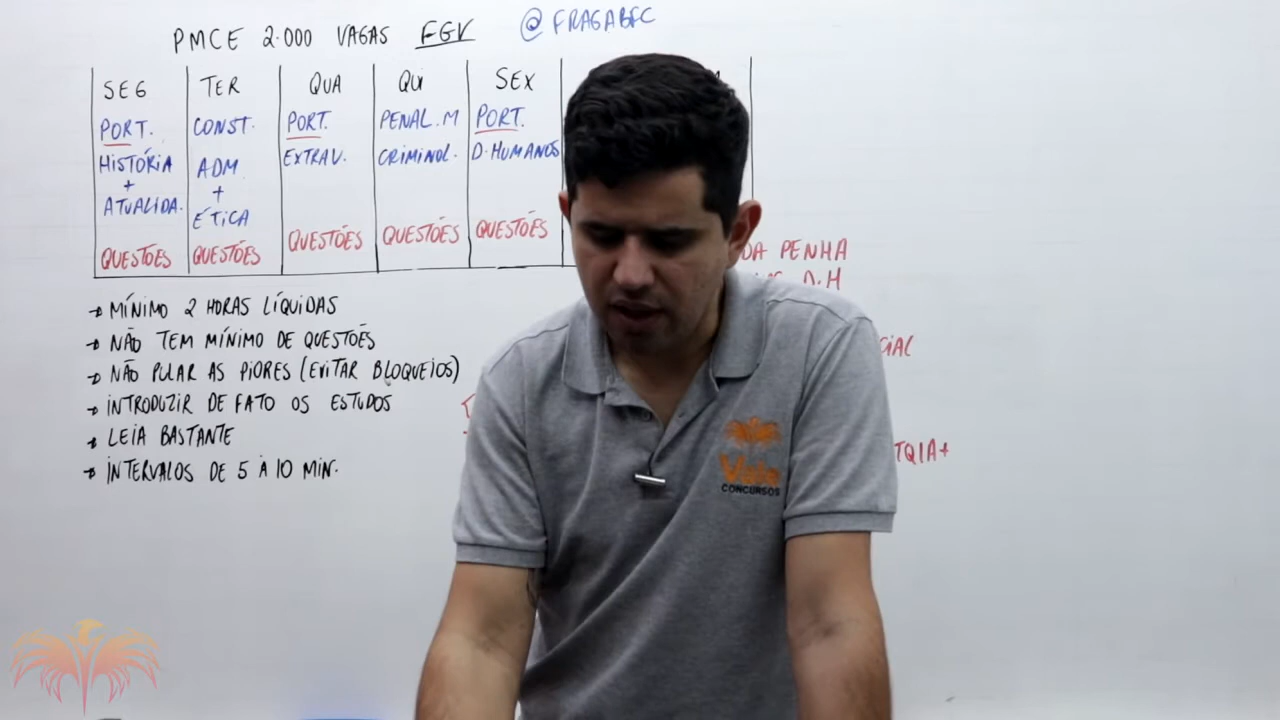 PMCE 2.000 VAGAS FGV @FRAGABFC
SEG TER QUA QUI SEX
PORT. CONST. PORT. PENAL.M PORT.
HISTÓRIA ADM EXTRAV. CRIMINOL. D.HUMANOS
+ +
ATUALIDA. ÉTICA
QUESTÕES QUESTÕES QUESTÕES QUESTÕES QUESTÕES
DA PENHA
D.H
→ MÍNIMO 2 HORAS LÍQUIDAS
→ NÃO TEM MÍNIMO DE QUESTÕES
→ NÃO PULAR AS PIORES (EVITAR BLOQUEIOS)
→ INTRODUZIR DE FATO OS ESTUDOS
→ LEIA BASTANTE
→ INTERVALOS DE 5 À 10 MIN.
Vala
CONCURSOS